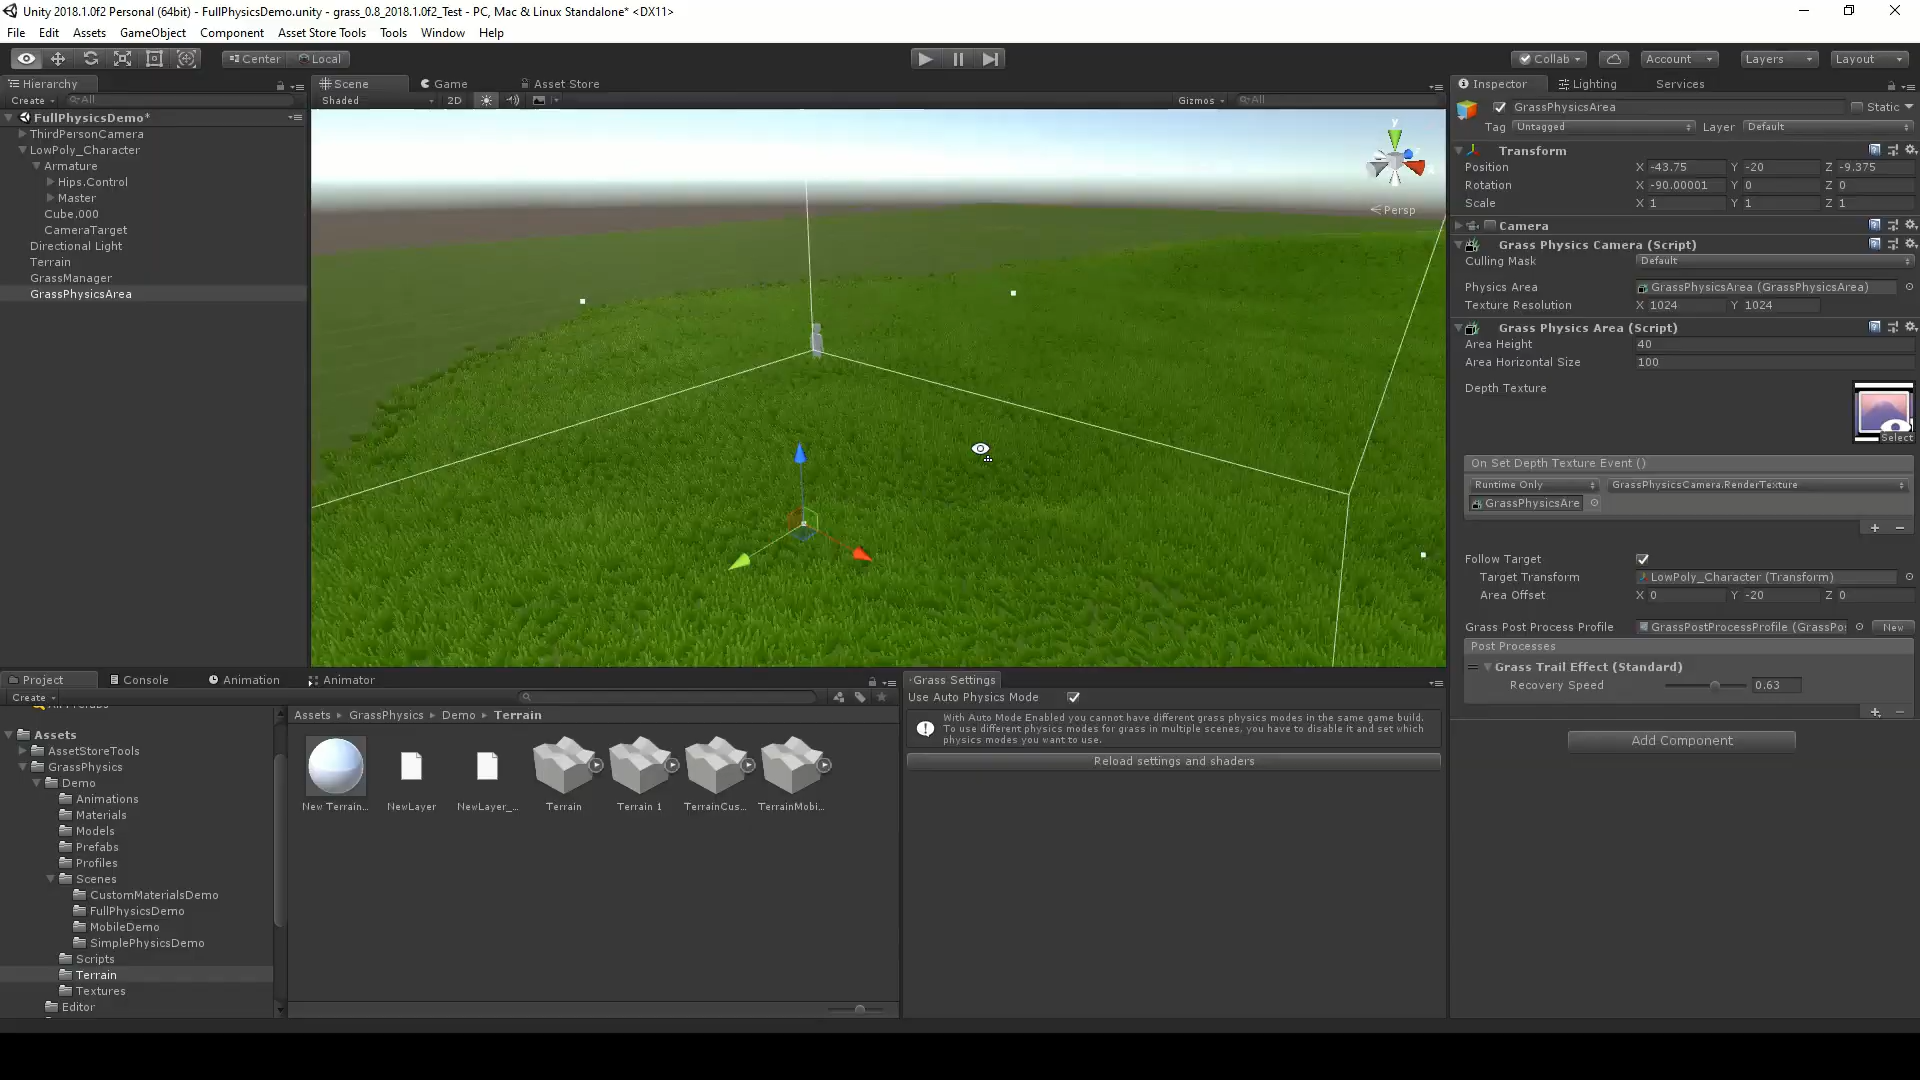 Unity 2018.1.0f2 Personal (64bit) - FullPhysicsDemo.unity - grass_0.8_2018.1.0f2_Test - PC, Mac & Linux Standalone* <DX11>
File Edit Assets GameObject Component Asset Store Tools Tools Window Help
Center Local Collab Account Layers Layout
Hierarchy
Create All
FullPhysicsDemo*
ThirdPersonCamera
LowPoly_Character
Armature
Hips.Control
Master
Cube.000
CameraTarget
Directional Light
Terrain
GrassManager
GrassPhysicsArea
Scene Game Asset Store
Shaded 2D Gizmos All
y
Persp
Inspector Lighting Services
GrassPhysicsArea Static
Tag Untagged Layer Default
Transform
Position X -43.75 Y -20 Z -9.375
Rotation X -90.00001 Y 0 Z 0
Scale X 1 Y 1 Z 1
Camera
Grass Physics Camera (Script)
Culling Mask Default
Physics Area GrassPhysicsArea (GrassPhysicsArea)
Texture Resolution X 1024 Y 1024
Grass Physics Area (Script)
Area Height 40
Area Horizontal Size 100
Depth Texture
Select
On Set Depth Texture Event ()
Runtime Only GrassPhysicsCamera.RenderTexture
GrassPhysicsAre
+ −
Follow Target
Target Transform LowPoly_Character (Transform)
Area Offset X 0 Y -20 Z 0
Grass Post Process Profile GrassPostProcessProfile (GrassPos New
Post Processes
Grass Trail Effect (Standard)
Recovery Speed 0.63
Add Component
Project Console Animation Animator
Create
Assets
AssetStoreTools
GrassPhysics
Demo
Animations
Materials
Models
Prefabs
Profiles
Scenes
CustomMaterialsDemo
FullPhysicsDemo
MobileDemo
SimplePhysicsDemo
Scripts
Terrain
Textures
Editor
Assets GrassPhysics Demo Terrain
New Terrain... NewLayer NewLayer_... Terrain Terrain 1 TerrainCus... TerrainMobi...
Grass Settings
Use Auto Physics Mode
With Auto Mode Enabled you cannot have different grass physics modes in the same game build.
To use different physics modes for grass in multiple scenes, you have to disable it and set which
physics modes you want to use.
Reload settings and shaders